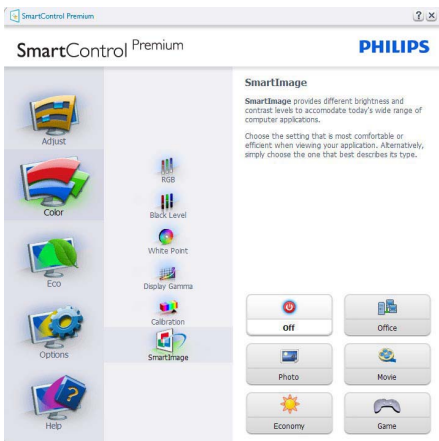 SmartControl Premium
? x
SmartControl Premium
PHILIPS
Adjust
Color
Eco
Options
Help
RGB
Black Level
White Point
Display Gamma
Calibration
SmartImage
SmartImage
SmartImage provides different brightness and
contrast levels to accomodate today's wide range of
computer applications.
Choose the setting that is most comfortable or
efficient when viewing your application. Alternatively,
simply choose the one that best describes its type.
Off
Office
Photo
Movie
Economy
Game